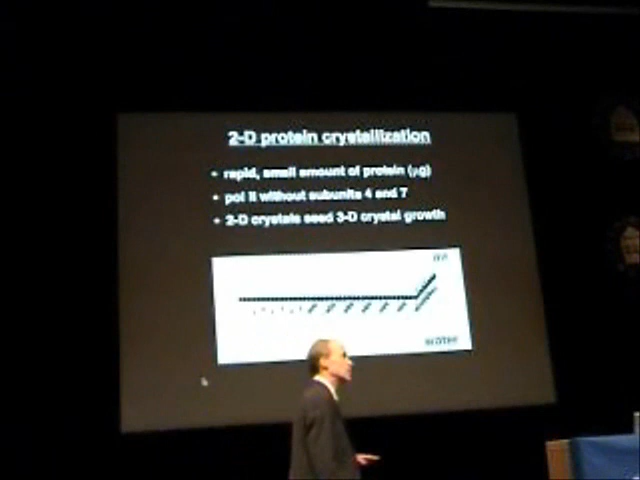 2-D protein crystallization
• rapid, small amount of protein (µg)
• pol II without subunits 4 and 7
• 2-D crystals seed 3-D crystal growth
air
water